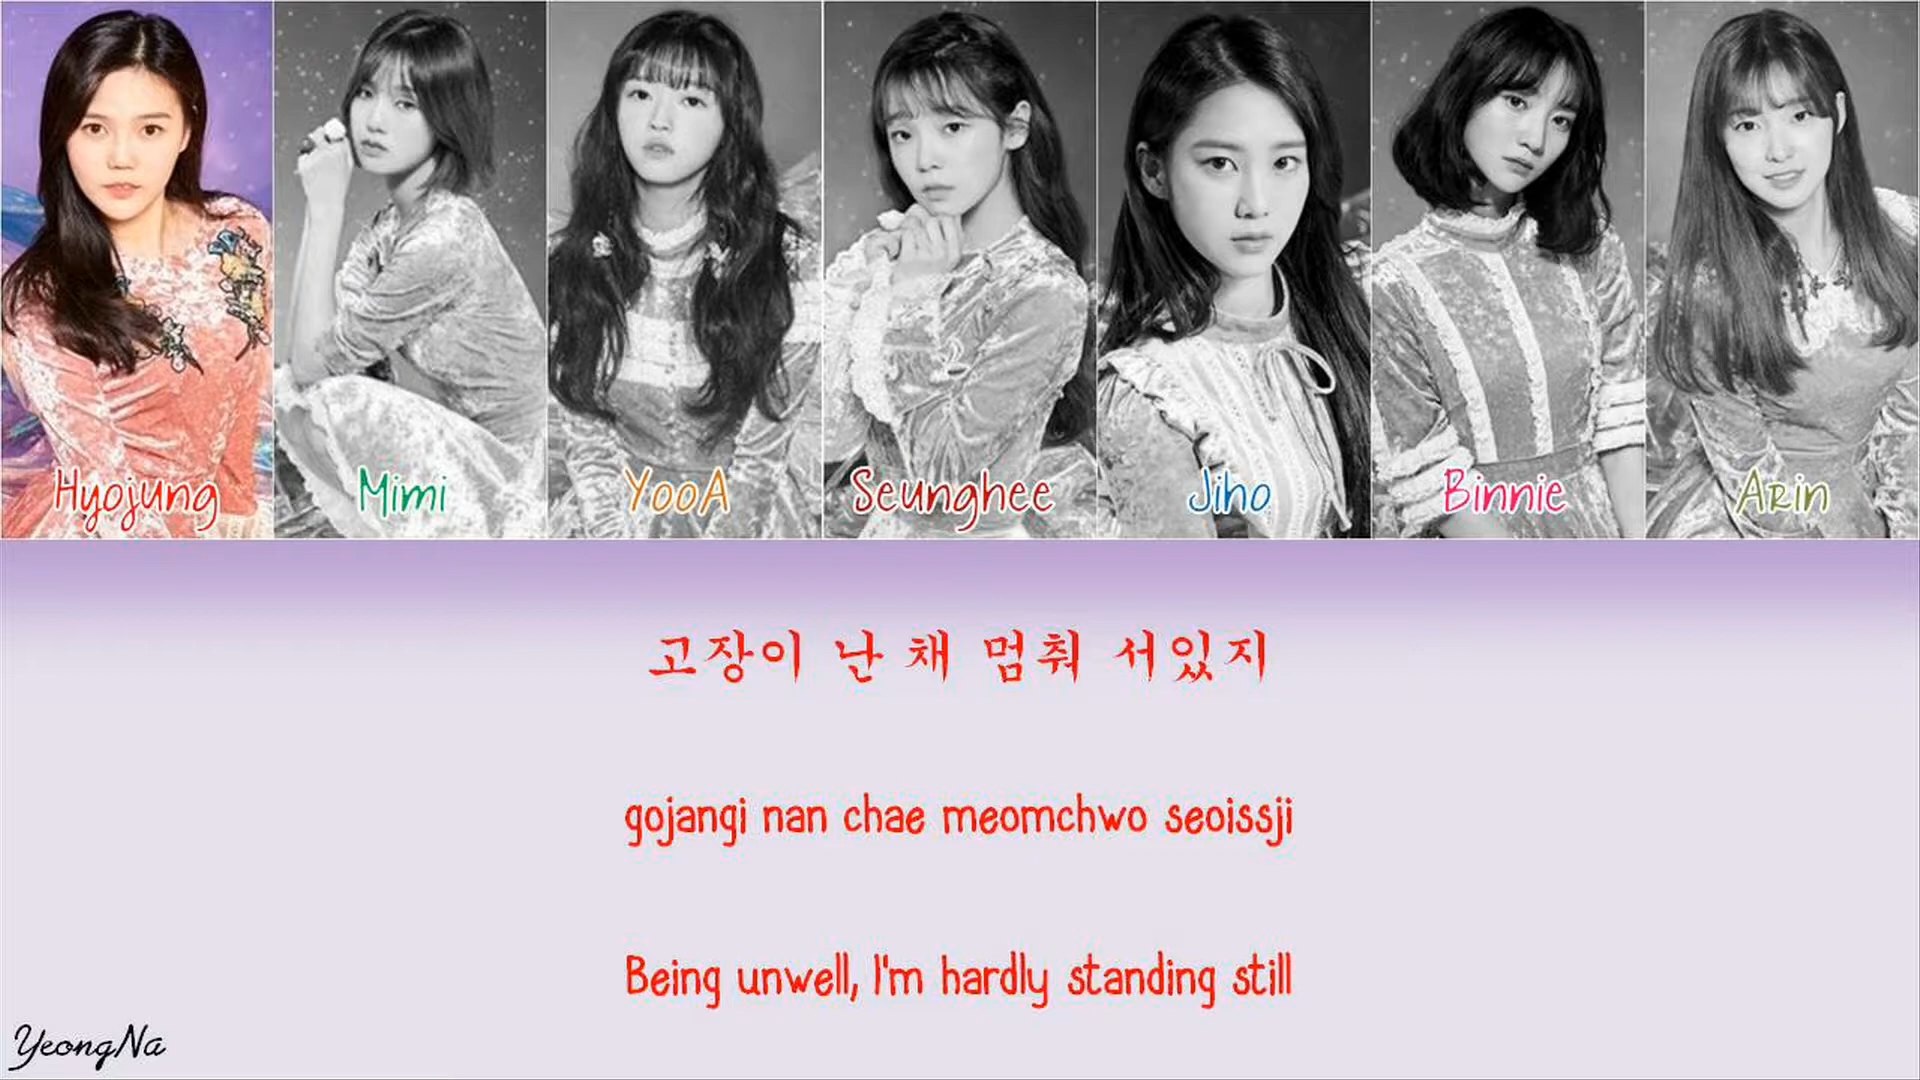 Hyojung Mimi YooA Seunghee Jiho Binnie Arin
고장이 난 채 멈춰 서있지
gojangi nan chae meomchwo seoissji
Being unwell, I'm hardly standing still
YeongNa